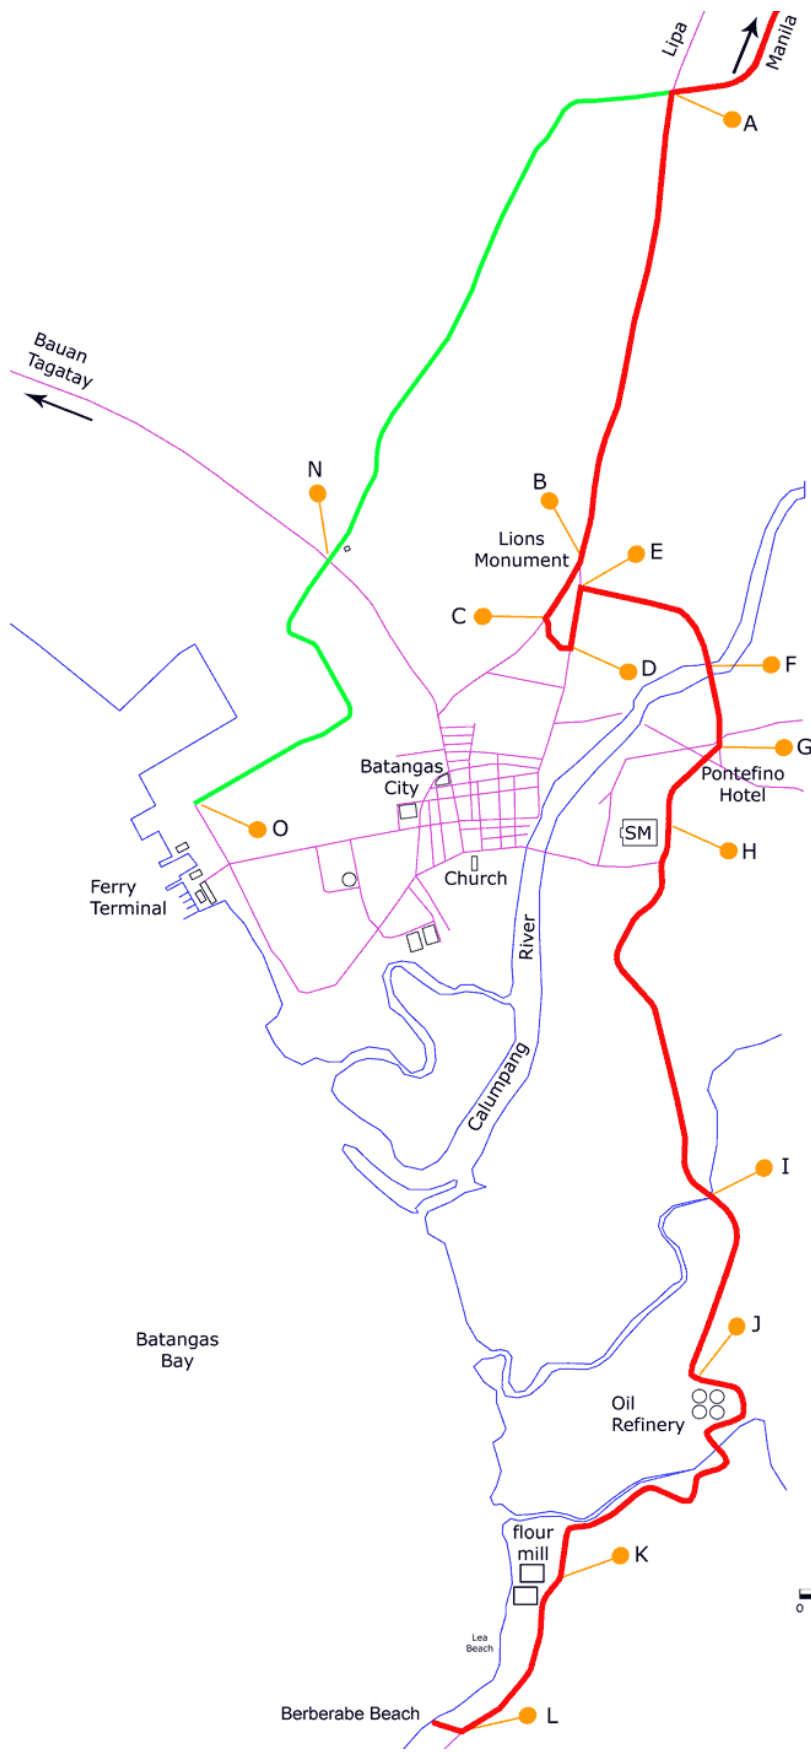 Lipa
Manila
A
Bauan
Tagatay
N
B
Lions
Monument
E
C
D
F
G
Pontefino
Hotel
Batangas
City
O
SM
H
Ferry
Terminal
Church
River
Calumpang
I
Batangas
Bay
J
Oil
Refinery
flour
mill
K
0
Lea
Beach
Berberabe Beach
L